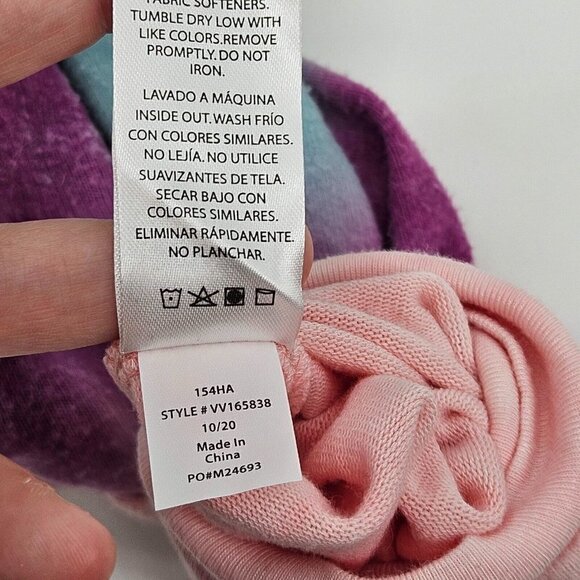 FABRIC SOFTENERS.
TUMBLE DRY LOW WITH
LIKE COLORS.REMOVE
PROMPTLY. DO NOT
IRON.
LAVADO A MÁQUINA
INSIDE OUT. WASH FRÍO
CON COLORES SIMILARES.
NO LEJÍA. NO UTILICE
SUAVIZANTES DE TELA.
SECAR BAJO CON
COLORES SIMILARES.
ELIMINAR RÁPIDAMENTE.
NO PLANCHAR.
154HA
STYLE # VV165838
10/20
Made In
China
PO#M24693